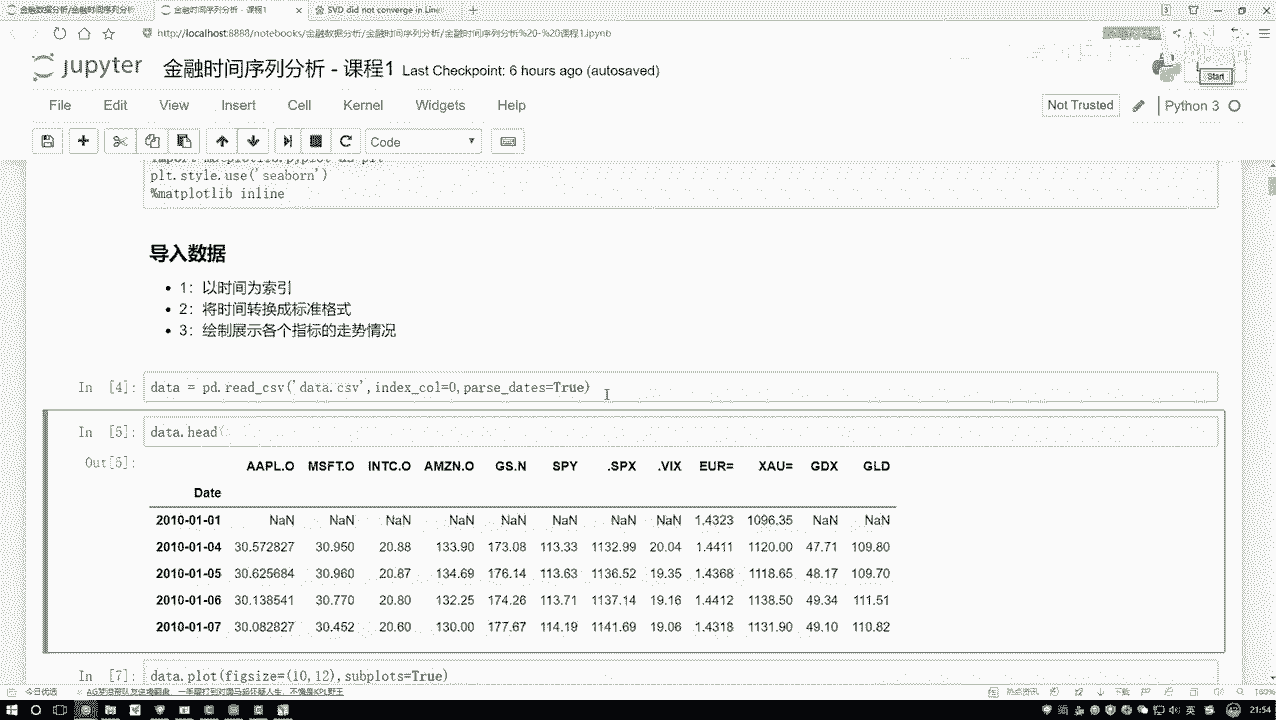 金融数据分析/金融时间序列分析
金融时间序列分析 - 课程1
SVD did not converge in Linea
http://localhost:8888/notebooks/金融数据分析/金融时间序列分析/金融时间序列分析%20-%20课程1.ipynb
jupyter 金融时间序列分析 - 课程1 Last Checkpoint: 6 hours ago (autosaved)
Start
File Edit View Insert Cell Kernel Widgets Help
Not Trusted Python 3
Code
import matplotlib.pyplot as plt
plt.style.use('seaborn')
%matplotlib inline
导入数据
1：以时间为索引
2：将时间转换成标准格式
3：绘制展示各个指标的走势情况
In [4]: data = pd.read_csv('data.csv',index_col=0,parse_dates=True)
In [5]: data.head
Out[5]:
AAPL.O MSFT.O INTC.O AMZN.O GS.N SPY .SPX .VIX EUR= XAU= GDX GLD
Date
2010-01-01 NaN NaN NaN NaN NaN NaN NaN NaN 1.4323 1096.35 NaN NaN
2010-01-04 30.572827 30.950 20.88 133.90 173.08 113.33 1132.99 20.04 1.4411 1120.00 47.71 109.80
2010-01-05 30.625684 30.960 20.87 134.69 176.14 113.63 1136.52 19.35 1.4368 1118.65 48.17 109.70
2010-01-06 30.138541 30.770 20.80 132.25 174.26 113.71 1137.14 19.16 1.4412 1138.50 49.34 111.51
2010-01-07 30.082827 30.452 20.60 130.00 177.67 114.19 1141.69 19.06 1.4318 1131.90 49.10 110.82
In [7]: data.plot(figsize=(10,12),subplots=True)
今日优选
热点资讯
下载
160%
英
21:54